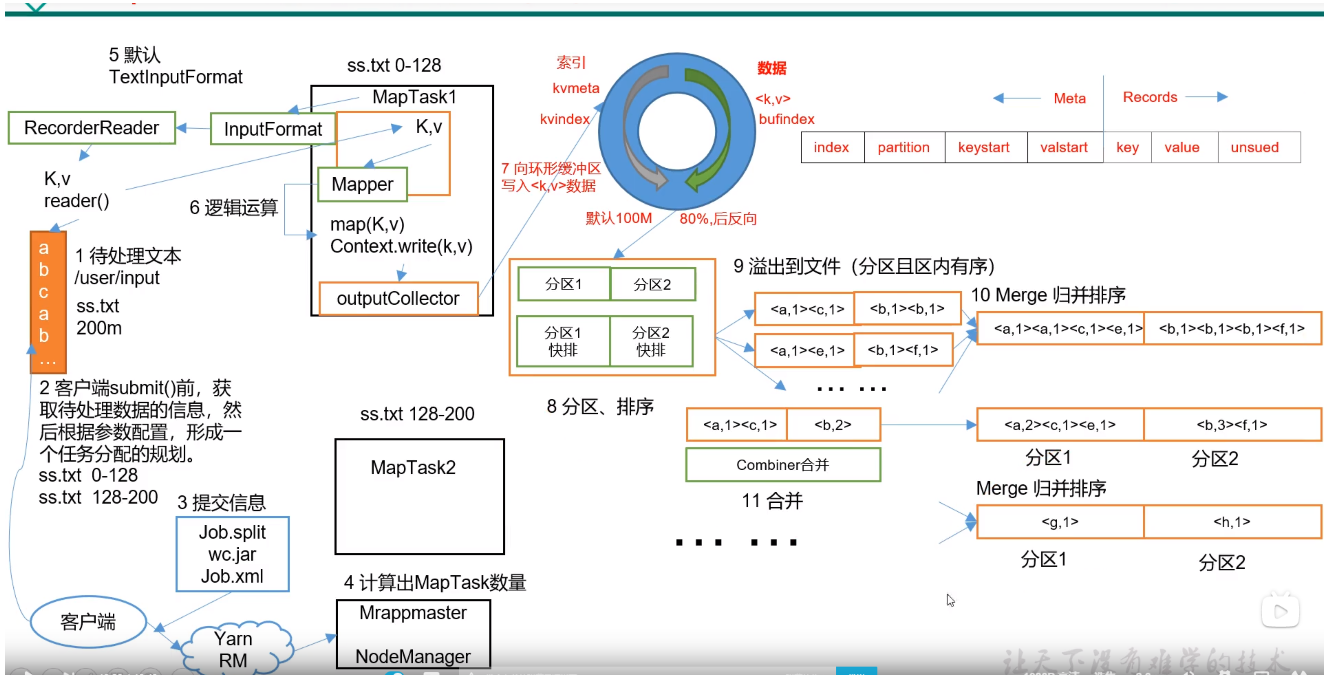 5 默认
TextInputFormat
RecorderReader
InputFormat
K,v
reader()
a
b
c
a
b
...
1 待处理文本
/user/input
ss.txt
200m
2 客户端submit()前，获
取待处理数据的信息，然
后根据参数配置，形成一
个任务分配的规划。
ss.txt 0-128
ss.txt 128-200
3 提交信息
Job.split
wc.jar
Job.xml
客户端
Yarn
RM
4 计算出MapTask数量
Mrappmaster
NodeManager
ss.txt 0-128
MapTask1
K,v
Mapper
6 逻辑运算
map(K,v)
Context.write(k,v)
outputCollector
ss.txt 128-200
MapTask2
索引
kvmeta
kvindex
数据
<k,v>
bufindex
7 向环形缓冲区
写入<k,v>数据
默认100M
80%,后反向
Meta
Records
index partition keystart valstart key value unsued
分区1 分区2
分区1
快排
分区2
快排
8 分区、排序
9 溢出到文件（分区且区内有序）
<a,1><c,1> <b,1><b,1>
<a,1><e,1> <b,1><f,1>
... ...
10 Merge 归并排序
<a,1><a,1><c,1><e,1> <b,1><b,1><b,1><f,1>
<a,1><c,1> <b,2>
Combiner合并
11 合并
<a,2><c,1><e,1> <b,3><f,1>
分区1 分区2
Merge 归并排序
<g,1> <h,1>
分区1 分区2
... ...
让天下没有难学的技术